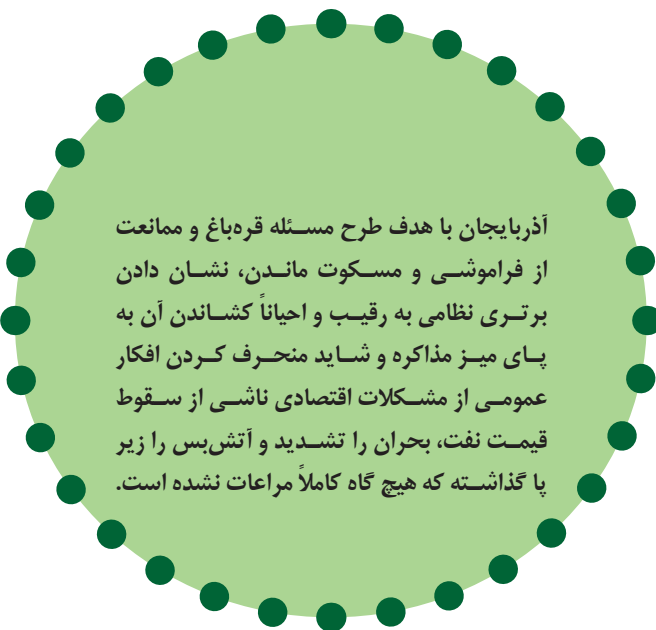 آذربایجان با هدف طرح مسئله قره‌باغ و ممانعت
از فراموشی و مسکوت ماندن، نشان دادن
برتری نظامی به رقیب و احیاناً کشاندن آن به
پای میز مذاکره و شاید منحرف کردن افکار
عمومی از مشکلات اقتصادی ناشی از سقوط
قیمت نفت، بحران را تشدید و آتش‌بس را زیر
پا گذاشته که هیچ گاه کاملاً مراعات نشده است.